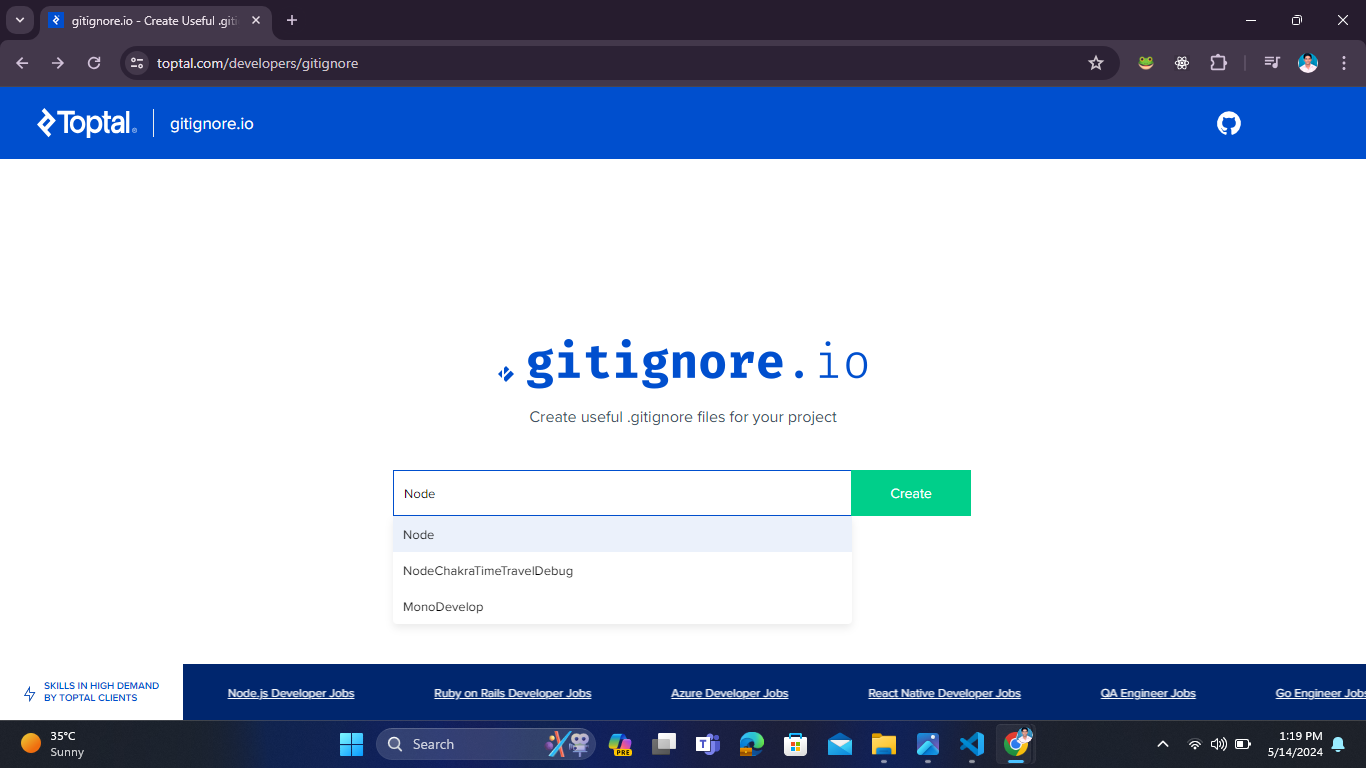 gitignore.io - Create Useful .giti
toptal.com/developers/gitignore
Toptal® gitignore.io
.gitignore.io
Create useful .gitignore files for your project
Node
Create
Node
NodeChakraTimeTravelDebug
MonoDevelop
SKILLS IN HIGH DEMAND
BY TOPTAL CLIENTS
Node.js Developer Jobs Ruby on Rails Developer Jobs Azure Developer Jobs React Native Developer Jobs QA Engineer Jobs Go Engineer Jobs
35°C
Sunny
Search
PRE
1:19 PM
5/14/2024